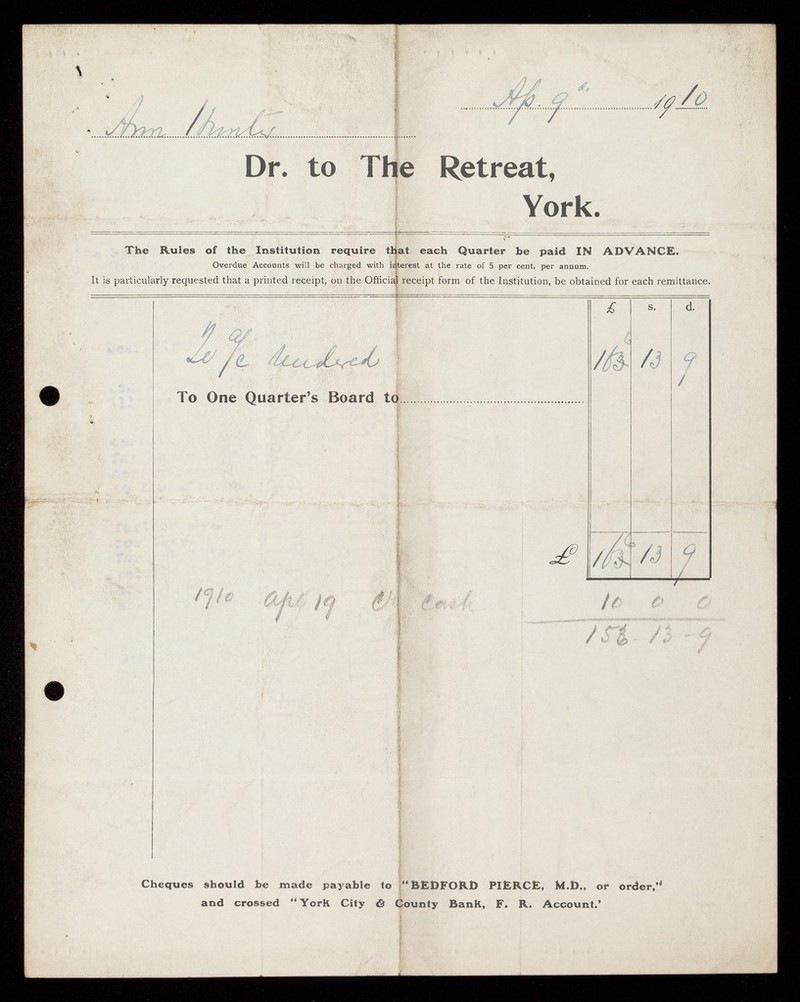 Ap. 9th 1910
Ann Hunter
Dr. to The Retreat,
York.
The Rules of the Institution require that each Quarter be paid IN ADVANCE.
Overdue Accounts will be charged with interest at the rate of 5 per cent. per annum.
It is particularly requested that a printed receipt, on the Official receipt form of the Institution, be obtained for each remittance.
£ s. d.
To a/c rendered 13 9
To One Quarter's Board to
£ 13 9
1910 Apl 19 Cr Cash 10 0 0
13 - 9
Cheques should be made payable to "BEDFORD PIERCE, M.D., or order,"
and crossed "York City & County Bank, F. R. Account.'